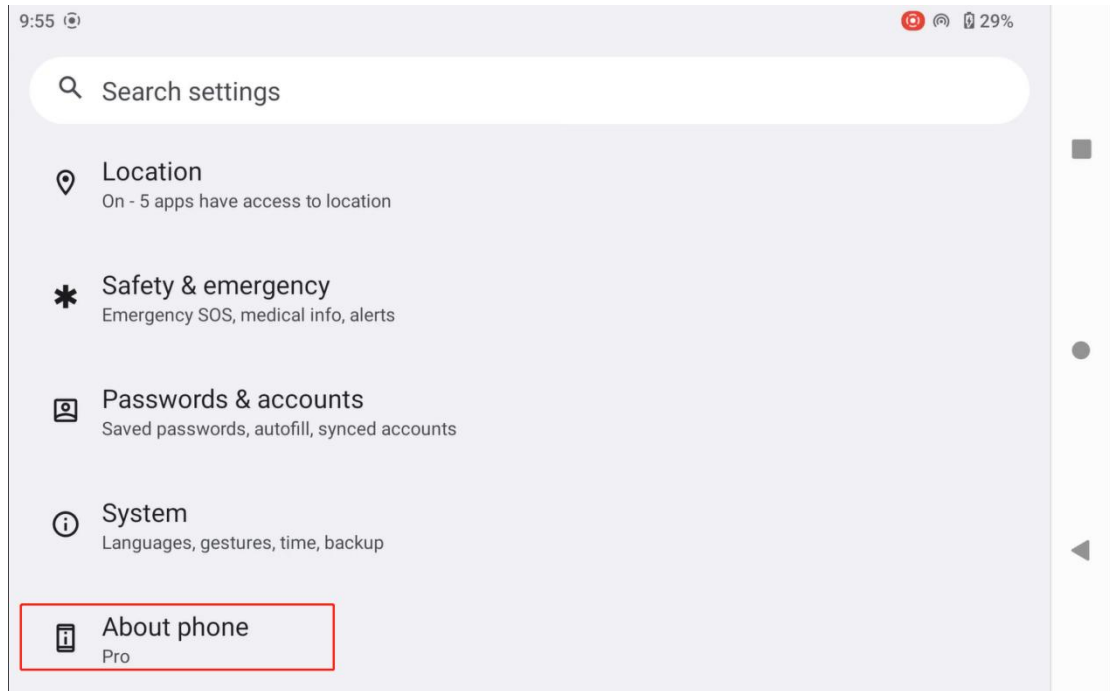 9:55
29%
Search settings
Location
On - 5 apps have access to location
Safety & emergency
Emergency SOS, medical info, alerts
Passwords & accounts
Saved passwords, autofill, synced accounts
System
Languages, gestures, time, backup
About phone
Pro